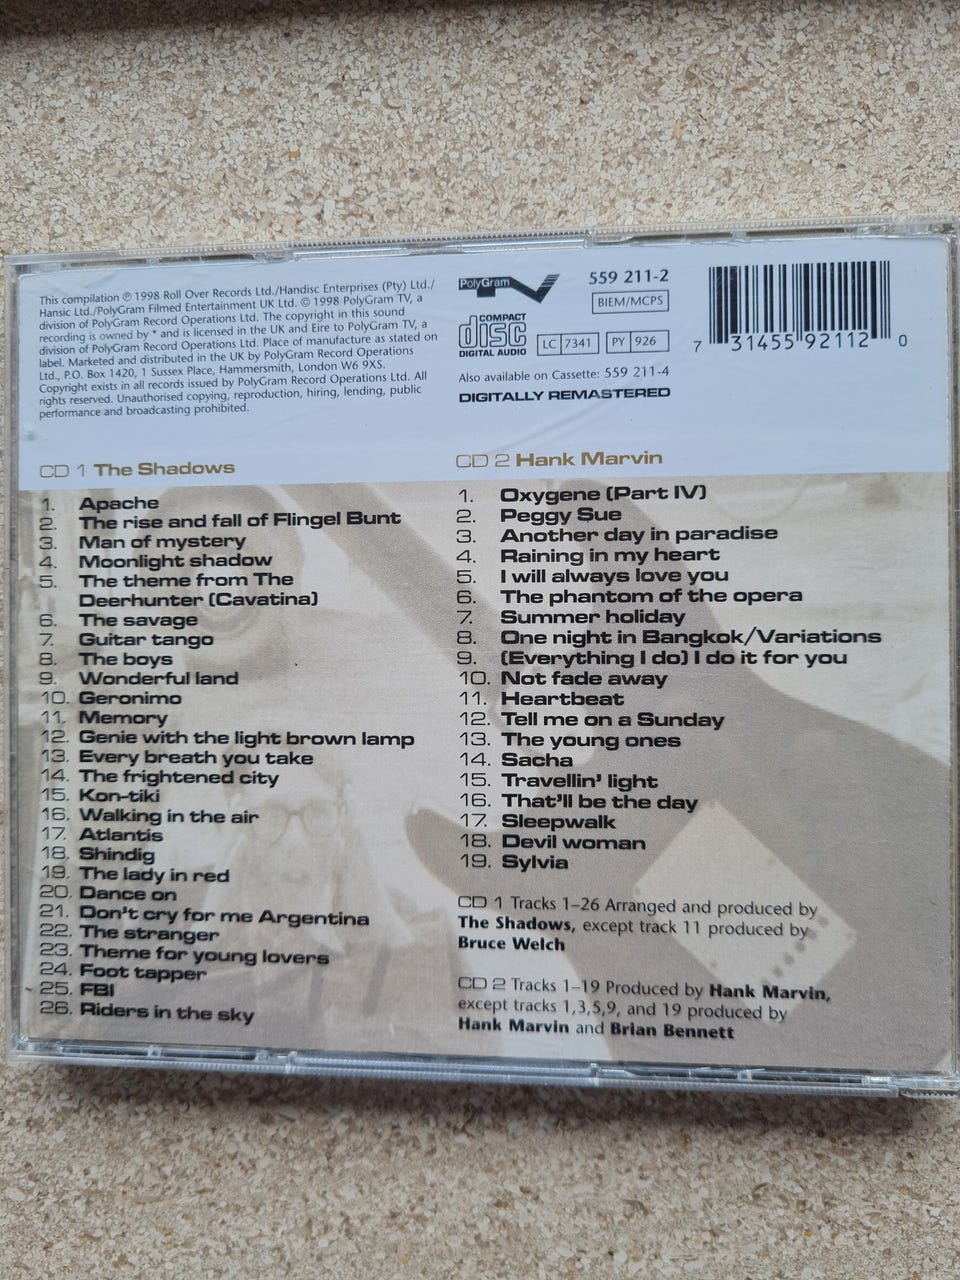 This compilation ℗ 1998 Roll Over Records Ltd./Handisc Enterprises (Pty) Ltd./
Hansic Ltd./PolyGram Filmed Entertainment UK Ltd. © 1998 PolyGram TV, a
division of PolyGram Record Operations Ltd. The copyright in this sound
recording is owned by * and is licensed in the UK and Eire to PolyGram TV, a
division of PolyGram Record Operations Ltd. Place of manufacture as stated on
label. Marketed and distributed in the UK by PolyGram Record Operations
Ltd., P.O. Box 1420, 1 Sussex Place, Hammersmith, London W6 9XS.
Copyright exists in all records issued by PolyGram Record Operations Ltd. All
rights reserved. Unauthorised copying, reproduction, hiring, lending, public
performance and broadcasting prohibited.
PolyGram TV
559 211-2
BIEM/MCPS
COMPACT
disc
DIGITAL AUDIO
LC 7341
PY 926
Also available on Cassette: 559 211-4
DIGITALLY REMASTERED
7 31455 92112 0
CD 1 The Shadows
1. Apache
2. The rise and fall of Flingel Bunt
3. Man of mystery
4. Moonlight shadow
5. The theme from The
Deerhunter (Cavatina)
6. The savage
7. Guitar tango
8. The boys
9. Wonderful land
10. Geronimo
11. Memory
12. Genie with the light brown lamp
13. Every breath you take
14. The frightened city
15. Kon-tiki
16. Walking in the air
17. Atlantis
18. Shindig
19. The lady in red
20. Dance on
21. Don't cry for me Argentina
22. The stranger
23. Theme for young lovers
24. Foot tapper
25. FBI
26. Riders in the sky
CD 2 Hank Marvin
1. Oxygene (Part IV)
2. Peggy Sue
3. Another day in paradise
4. Raining in my heart
5. I will always love you
6. The phantom of the opera
7. Summer holiday
8. One night in Bangkok/Variations
9. (Everything I do) I do it for you
10. Not fade away
11. Heartbeat
12. Tell me on a Sunday
13. The young ones
14. Sacha
15. Travellin' light
16. That'll be the day
17. Sleepwalk
18. Devil woman
19. Sylvia
CD 1 Tracks 1-26 Arranged and produced by
The Shadows, except track 11 produced by
Bruce Welch
CD 2 Tracks 1-19 Produced by Hank Marvin,
except tracks 1,3,5,9, and 19 produced by
Hank Marvin and Brian Bennett